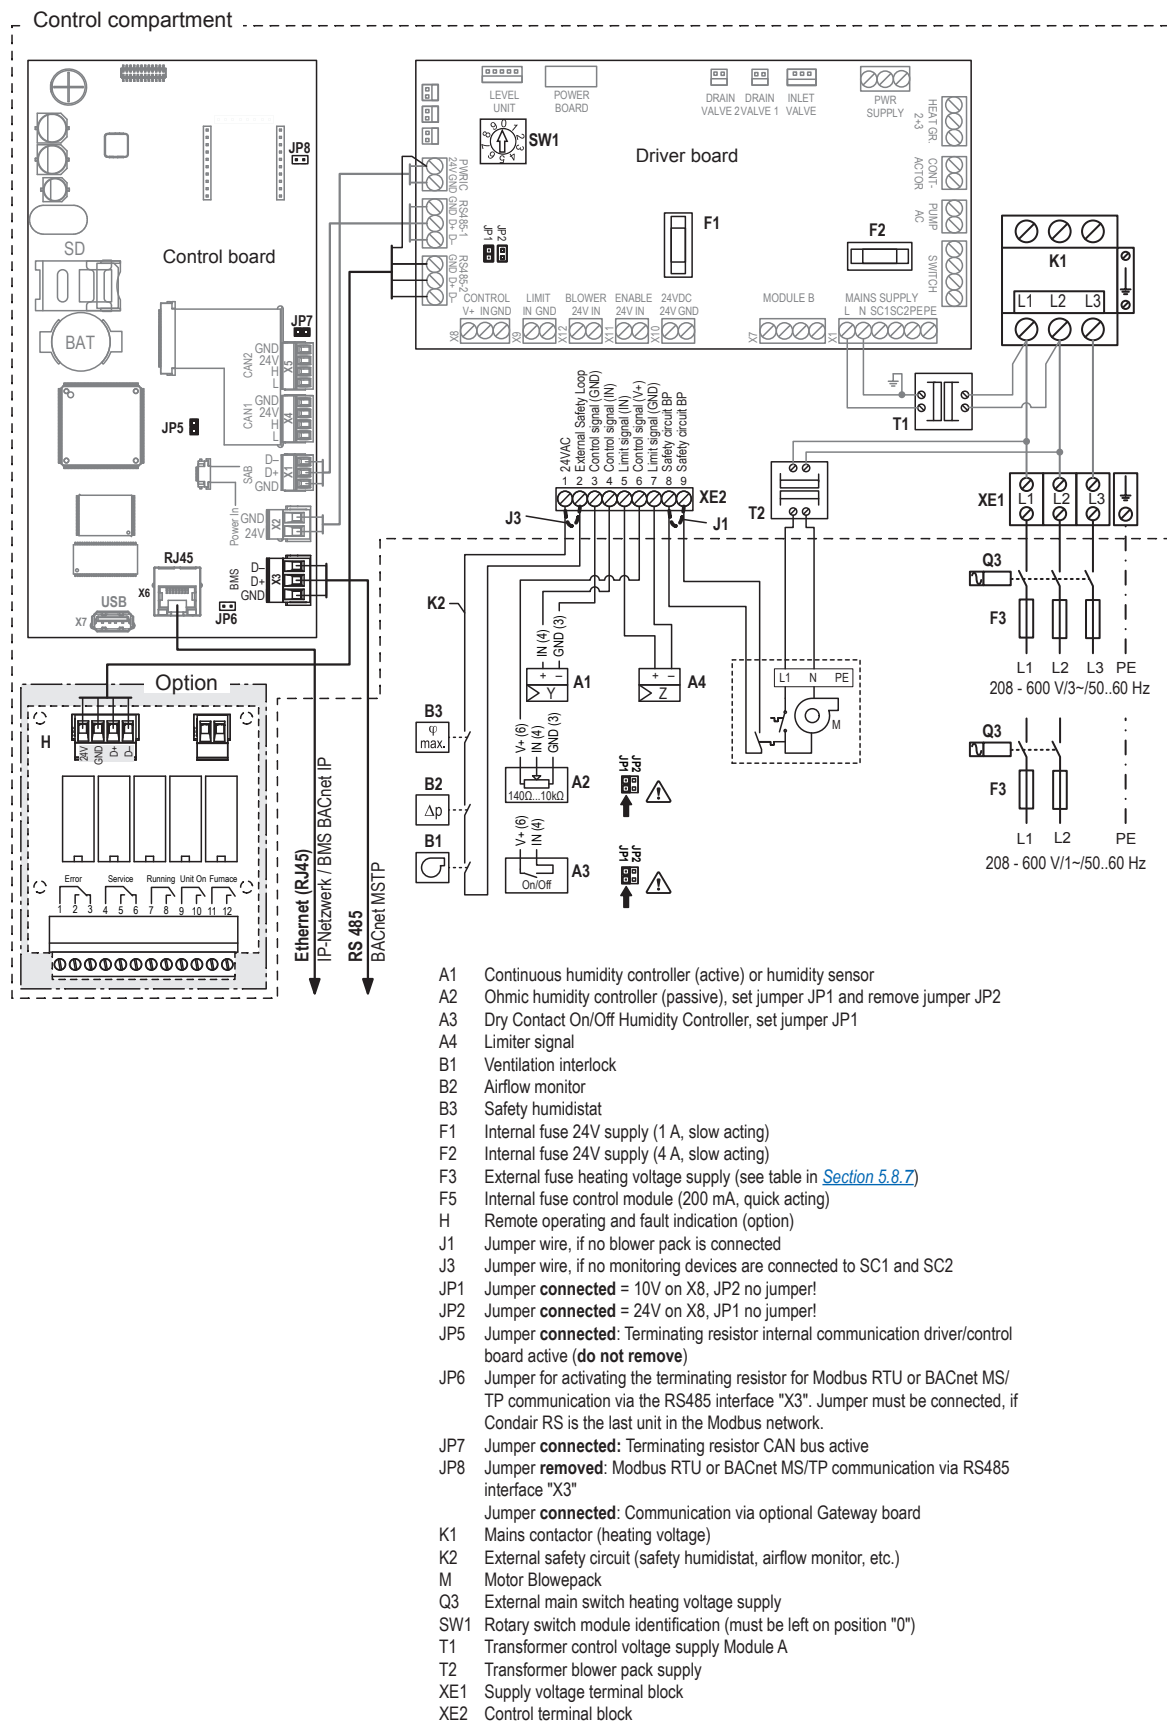 Control compartment
JP8
SD
Control board
BAT
JP7
GND
24V
H
L
CAN2
X5
GND
24V
H
L
CAN1
X4
JP5
D–
D+
GND
SAB
X1
GND
24V
Power In
X2
RJ45
X6
D–
D+
GND
BMS
X3
USB
X7
JP6
LEVEL
UNIT
POWER
BOARD
DRAIN
VALVE 2
DRAIN
VALVE 1
INLET
VALVE
PWR
SUPPLY
HEAT GR.
2+3
CONT-
ACTOR
PUMP
AC
SWITCH
SW1
0 1 2 3 4 5 6 7 8 9
Driver board
PWRIC
24V GND
RS485-1
GND D+ D–
RS485-2
GND D+ D–
JP1
JP2
F1
F2
CONTROL
V+ IN GND
X8
LIMIT
IN GND
X9
BLOWER
24V IN
X12
ENABLE
24V IN
X11
24VDC
24V GND
X10
MODULE B
X7
MAINS SUPPLY
L N SC1SC2PEPE
X1
K1
L1 L2 L3
T1
24VAC
External Safety Loop
Control signal (GND)
Control signal (IN)
Limit signal (IN)
Control signal (V+)
Limit signal (GND)
Safety circuit BP
Safety circuit BP
1 2 3 4 5 6 7 8 9
XE2
J3
J1
T2
XE1
L1 L2 L3
Q3
F3
L1 L2 L3 PE
208 - 600 V/3~/50..60 Hz
Q3
F3
L1 L2 PE
208 - 600 V/1~/50..60 Hz
K2
IN (4)
GND (3)
+ –
Y
A1
+ –
Z
A4
L1 N PE
M
B3
φ
max.
B2
Δp
B1
V+ (6)
IN (4)
GND (3)
140Ω...10kΩ
A2
JP1
JP2
V+ (6)
IN (4)
On/Off
A3
JP1
JP2
Option
H
24V
GND
D+
D–
Error Service Running Unit On Furnace
1 2 3 4 5 6 7 8 9 10 11 12
Ethernet (RJ45)
IP-Netzwerk / BMS BACnet IP
RS 485
BACnet MSTP
A1 Continuous humidity controller (active) or humidity sensor
A2 Ohmic humidity controller (passive), set jumper JP1 and remove jumper JP2
A3 Dry Contact On/Off Humidity Controller, set jumper JP1
A4 Limiter signal
B1 Ventilation interlock
B2 Airflow monitor
B3 Safety humidistat
F1 Internal fuse 24V supply (1 A, slow acting)
F2 Internal fuse 24V supply (4 A, slow acting)
F3 External fuse heating voltage supply (see table in Section 5.8.7)
F5 Internal fuse control module (200 mA, quick acting)
H Remote operating and fault indication (option)
J1 Jumper wire, if no blower pack is connected
J3 Jumper wire, if no monitoring devices are connected to SC1 and SC2
JP1 Jumper connected = 10V on X8, JP2 no jumper!
JP2 Jumper connected = 24V on X8, JP1 no jumper!
JP5 Jumper connected: Terminating resistor internal communication driver/control
board active (do not remove)
JP6 Jumper for activating the terminating resistor for Modbus RTU or BACnet MS/
TP communication via the RS485 interface "X3". Jumper must be connected, if
Condair RS is the last unit in the Modbus network.
JP7 Jumper connected: Terminating resistor CAN bus active
JP8 Jumper removed: Modbus RTU or BACnet MS/TP communication via RS485
interface "X3"
Jumper connected: Communication via optional Gateway board
K1 Mains contactor (heating voltage)
K2 External safety circuit (safety humidistat, airflow monitor, etc.)
M Motor Blowepack
Q3 External main switch heating voltage supply
SW1 Rotary switch module identification (must be left on position "0")
T1 Transformer control voltage supply Module A
T2 Transformer blower pack supply
XE1 Supply voltage terminal block
XE2 Control terminal block